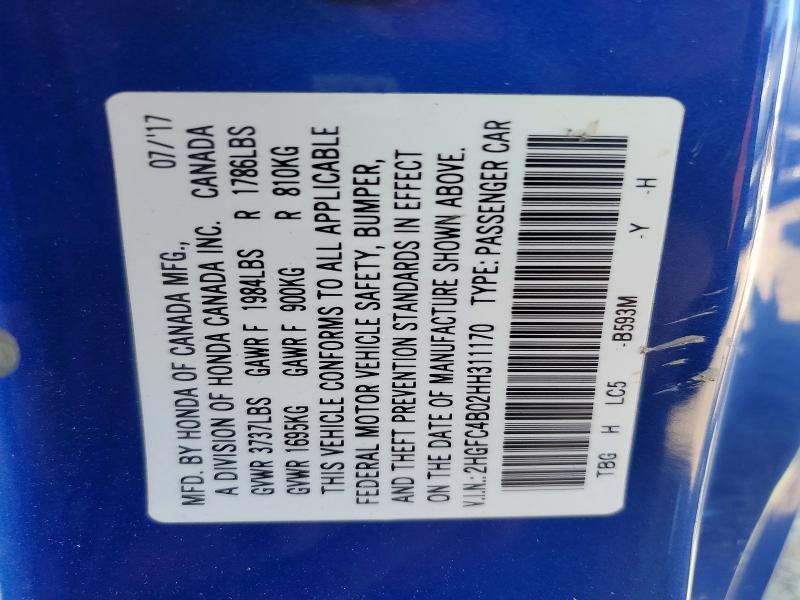 MFD. BY HONDA OF CANADA MFG., 07/'17
A DIVISION OF HONDA CANADA INC. CANADA
GVWR 3737LBS GAWR F 1984LBS R 1786LBS
GVWR 1695KG GAWR F 900KG R 810KG
THIS VEHICLE CONFORMS TO ALL APPLICABLE
FEDERAL MOTOR VEHICLE SAFETY, BUMPER,
AND THEFT PREVENTION STANDARDS IN EFFECT
ON THE DATE OF MANUFACTURE SHOWN ABOVE.
V.I.N.:2HGFC4B02HH311170 TYPE: PASSENGER CAR
TBG H LC5 -B593M -Y -H